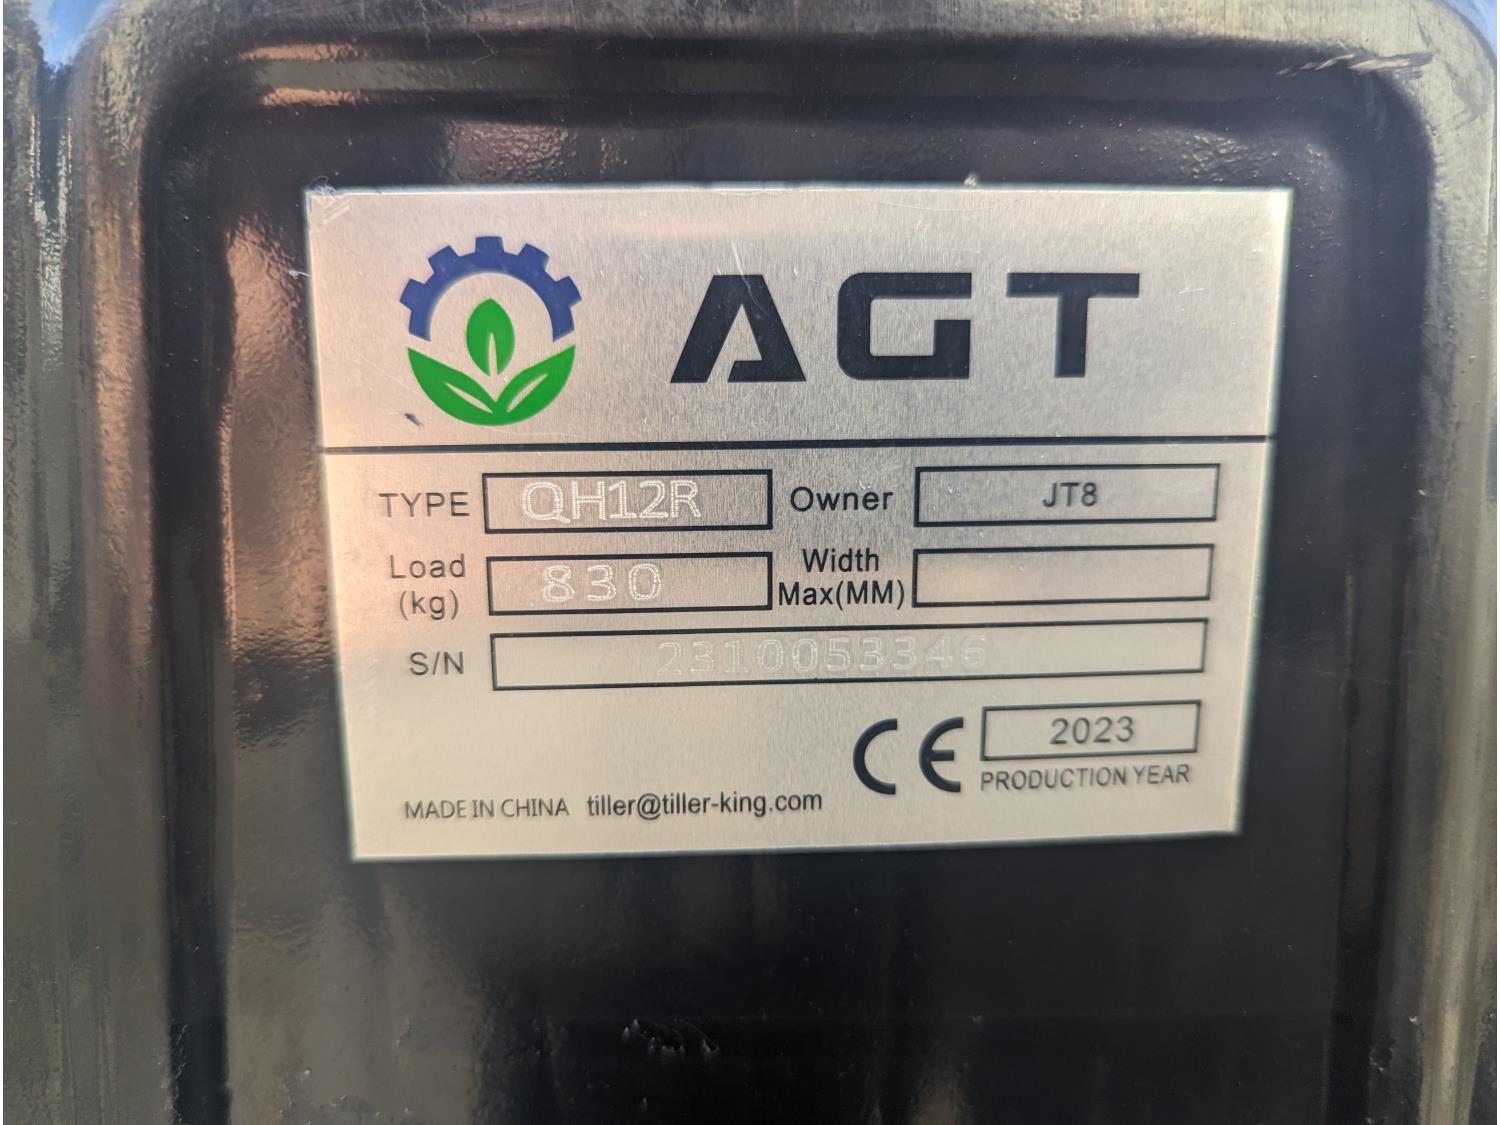 AGT
TYPE QH12R Owner JT8
Load (kg) 830 Width Max(MM)
S/N 2310053346
CE 2023
PRODUCTION YEAR
MADE IN CHINA tiller@tiller-king.com